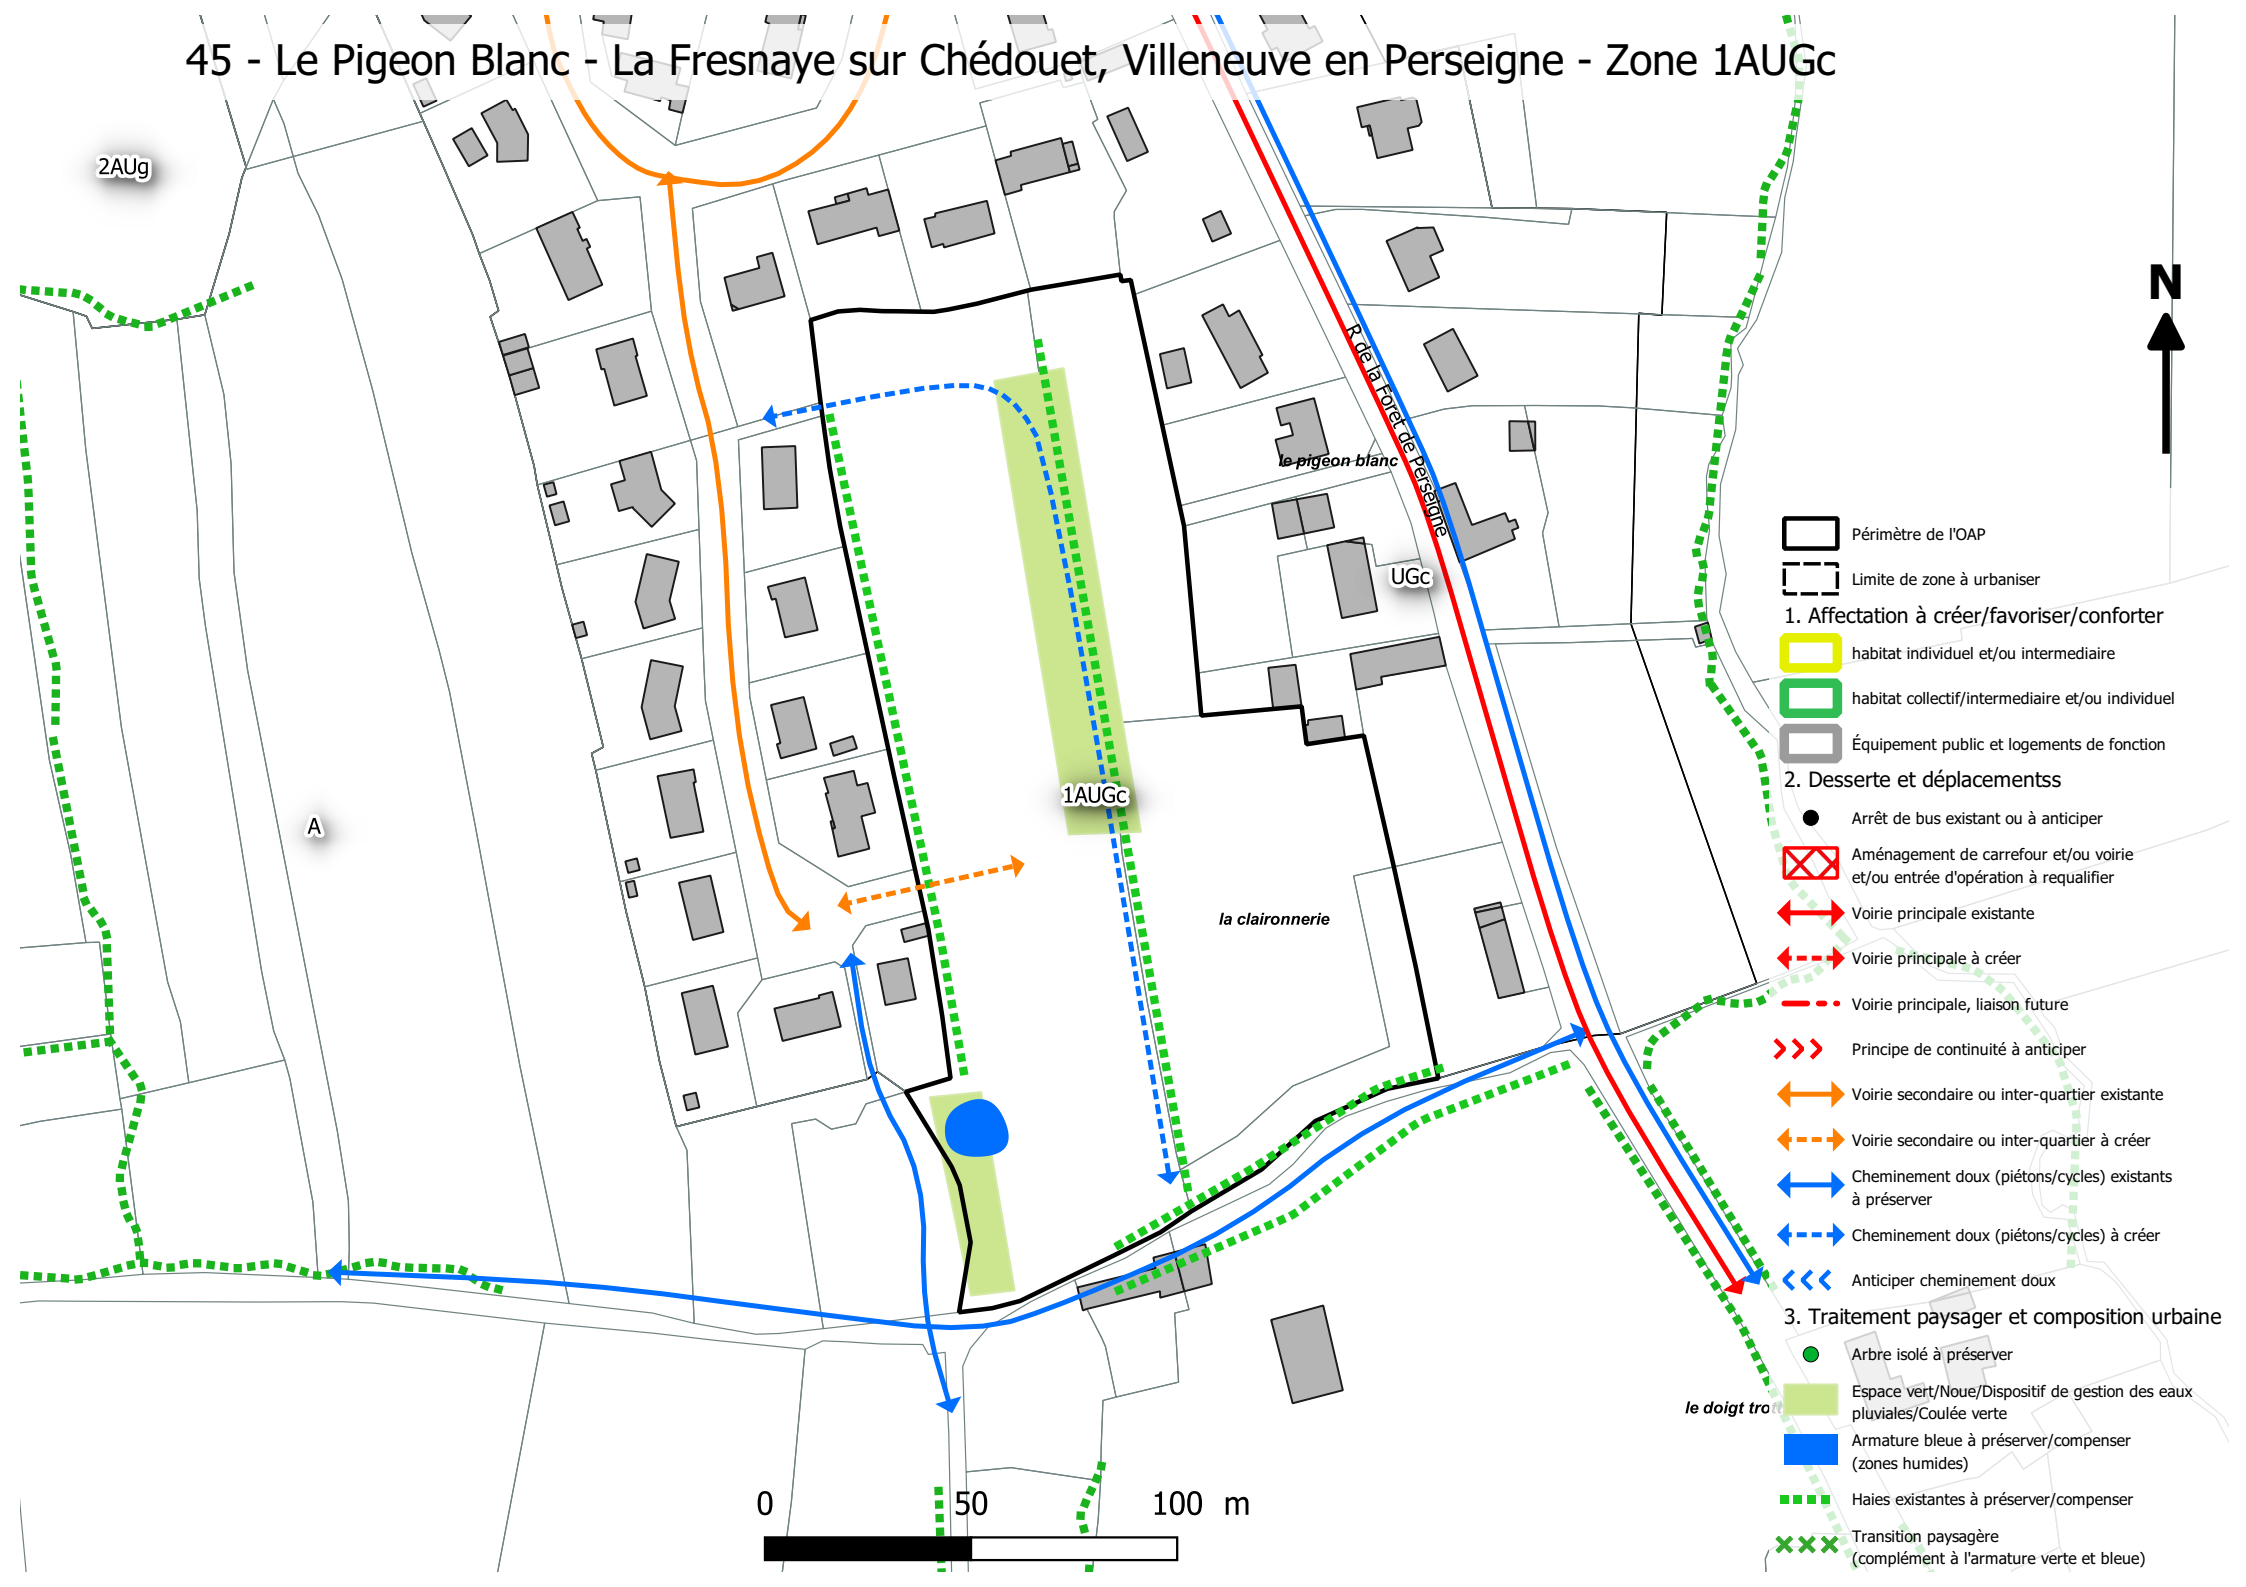 45 - Le Pigeon Blanc - La Fresnaye sur Chédouet, Villeneuve en Perseigne - Zone 1AUGc
2AUg
N
R de la Foret de Perseigne
le pigeon blanc
UGc
1AUGc
A
la claironnerie
le doigt trott
0 50 100 m
Périmètre de l'OAP
Limite de zone à urbaniser
1. Affectation à créer/favoriser/conforter
habitat individuel et/ou intermediaire
habitat collectif/intermediaire et/ou individuel
Équipement public et logements de fonction
2. Desserte et déplacementss
Arrêt de bus existant ou à anticiper
Aménagement de carrefour et/ou voirie
et/ou entrée d'opération à requalifier
Voirie principale existante
Voirie principale à créer
Voirie principale, liaison future
Principe de continuité à anticiper
Voirie secondaire ou inter-quartier existante
Voirie secondaire ou inter-quartier à créer
Cheminement doux (piétons/cycles) existants
à préserver
Cheminement doux (piétons/cycles) à créer
Anticiper cheminement doux
3. Traitement paysager et composition urbaine
Arbre isolé à préserver
Espace vert/Noue/Dispositif de gestion des eaux
pluviales/Coulée verte
Armature bleue à préserver/compenser
(zones humides)
Haies existantes à préserver/compenser
Transition paysagère
(complément à l'armature verte et bleue)